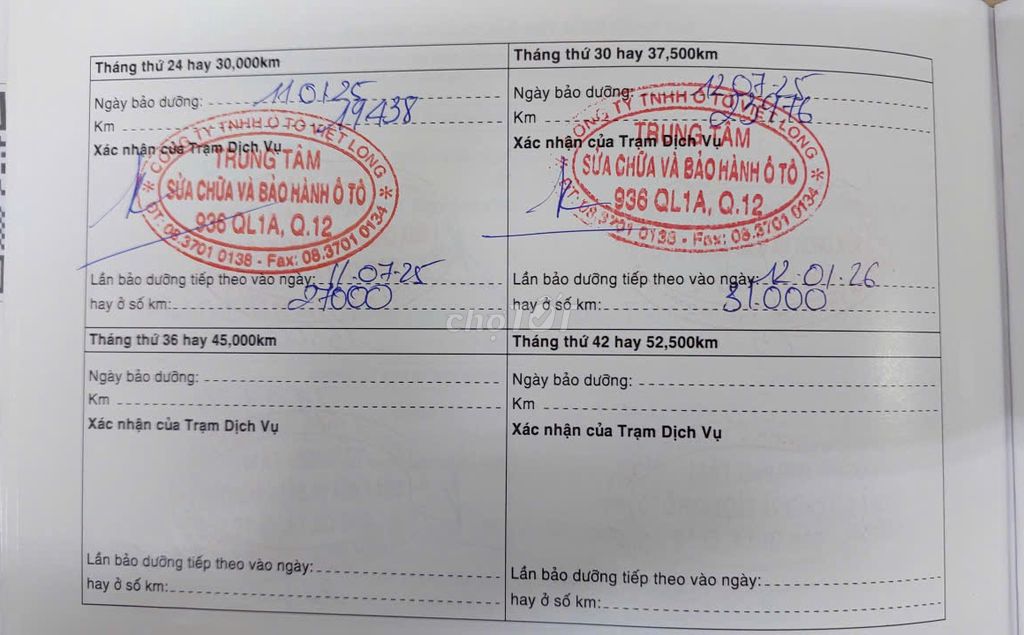 Tháng thứ 24 hay 30,000km
Ngày bảo dưỡng: 11.01.25
Km 19438
Xác nhận của Trạm Dịch Vụ
CÔNG TY TNHH Ô TÔ VIỆT LONG
TRUNG TÂM
SỬA CHỮA VÀ BẢO HÀNH Ô TÔ
936 QL1A, Q.12
ĐT: 08.3701 0138 - Fax: 08.3701 0134
Lần bảo dưỡng tiếp theo vào ngày: 11.07.25
hay ở số km: 27000
Tháng thứ 30 hay 37,500km
Ngày bảo dưỡng: 12.07.25
Km
Xác nhận của Trạm Dịch Vụ
CÔNG TY TNHH Ô TÔ VIỆT LONG
TRUNG TÂM
SỬA CHỮA VÀ BẢO HÀNH Ô TÔ
936 QL1A, Q.12
ĐT: 08.3701 0138 - Fax: 08.3701 0134
Lần bảo dưỡng tiếp theo vào ngày: 12.01.26
hay ở số km: 31.000
chợTỐT
Tháng thứ 36 hay 45,000km
Ngày bảo dưỡng:
Km
Xác nhận của Trạm Dịch Vụ
Lần bảo dưỡng tiếp theo vào ngày:
hay ở số km:
Tháng thứ 42 hay 52,500km
Ngày bảo dưỡng:
Km
Xác nhận của Trạm Dịch Vụ
Lần bảo dưỡng tiếp theo vào ngày:
hay ở số km: